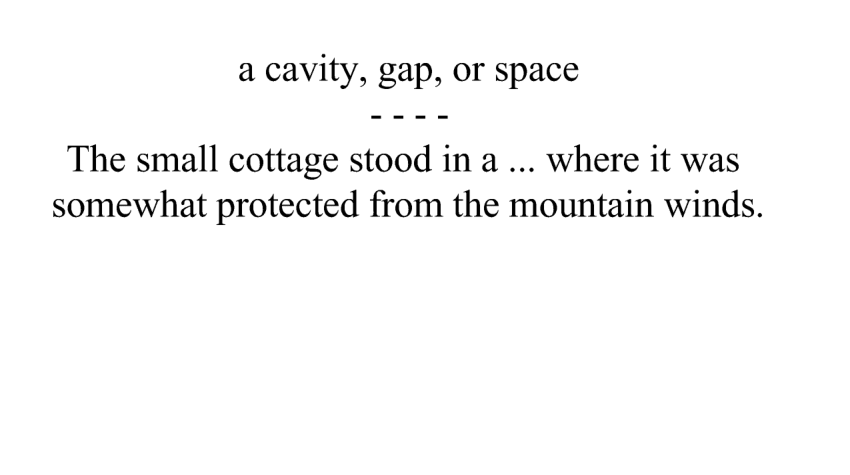 a cavity, gap, or space
- - - -
The small cottage stood in a ... where it was
somewhat protected from the mountain winds.